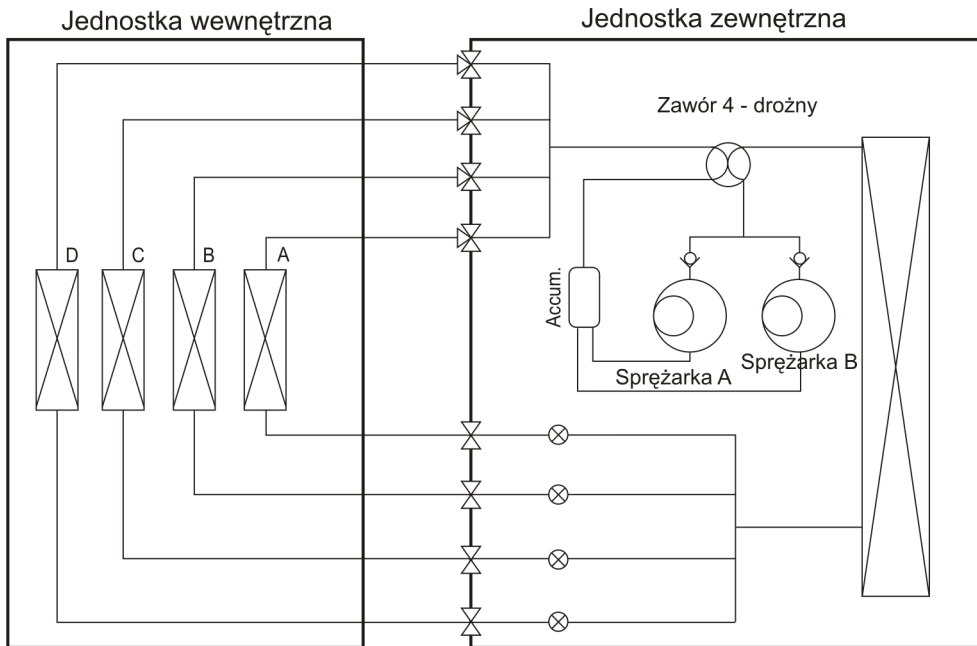 Jednostka wewnętrzna
Jednostka zewnętrzna
Zawór 4 - drożny
D
C
B
A
Accum.
Sprężarka A
Sprężarka B